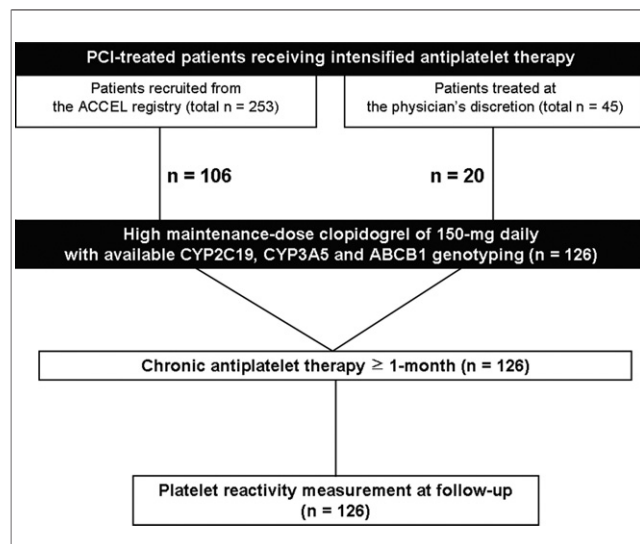 PCI-treated patients receiving intensified antiplatelet therapy
Patients recruited from
the ACCEL registry (total n = 253)
Patients treated at
the physician's discretion (total n = 45)
n = 106
n = 20
High maintenance-dose clopidogrel of 150-mg daily
with available CYP2C19, CYP3A5 and ABCB1 genotyping (n = 126)
Chronic antiplatelet therapy ≥ 1-month (n = 126)
Platelet reactivity measurement at follow-up
(n = 126)